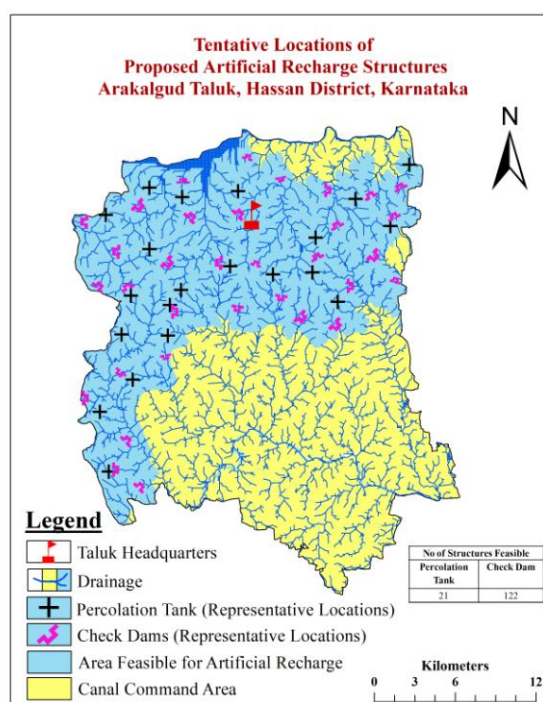 Tentative Locations of
Proposed Artificial Recharge Structures
Arakalgud Taluk, Hassan District, Karnataka
N
Legend
Taluk Headquarters
Drainage
Percolation Tank (Representative Locations)
Check Dams (Representative Locations)
Area Feasible for Artificial Recharge
Canal Command Area
No of Structures Feasible
Percolation Tank Check Dam
21 122
Kilometers
0 3 6 12